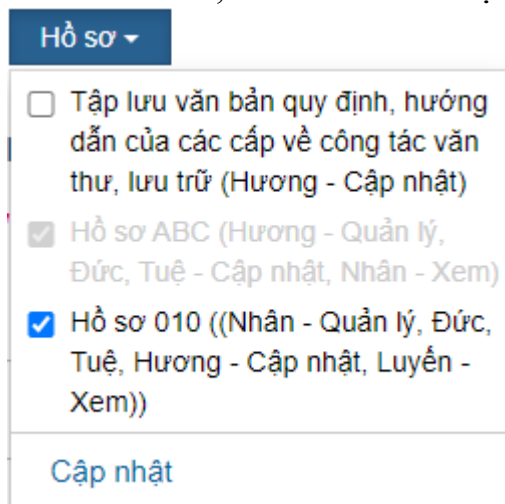 Hồ sơ
Tập lưu văn bản quy định, hướng
dẫn của các cấp về công tác văn
thư, lưu trữ (Hương - Cập nhật)
Hồ sơ ABC (Hương - Quản lý,
Đức, Tuệ - Cập nhật, Nhân - Xem)
Hồ sơ 010 ((Nhân - Quản lý, Đức,
Tuệ, Hương - Cập nhật, Luyến -
Xem))
Cập nhật